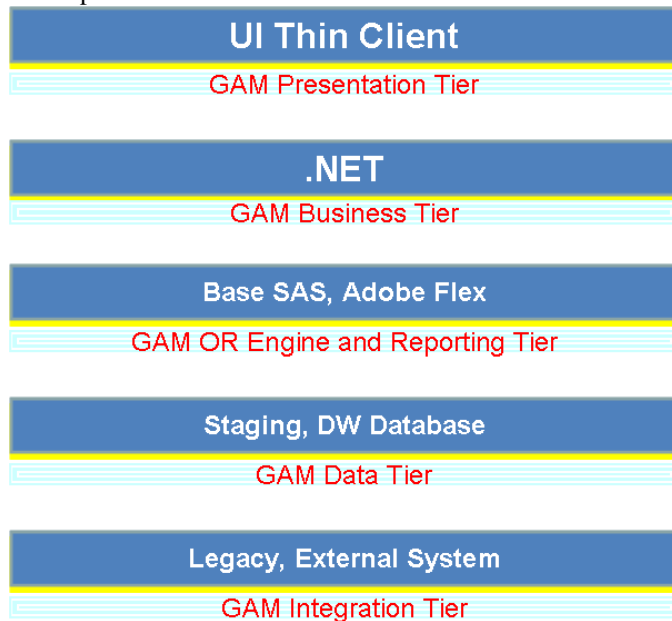 UI Thin Client
GAM Presentation Tier
.NET
GAM Business Tier
Base SAS, Adobe Flex
GAM OR Engine and Reporting Tier
Staging, DW Database
GAM Data Tier
Legacy, External System
GAM Integration Tier